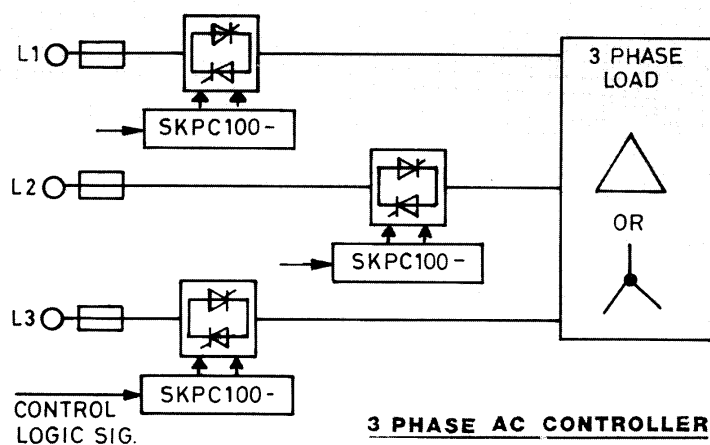 L1
3 PHASE
LOAD
SKPC100-
L2
OR
SKPC100-
L3
SKPC100-
CONTROL
LOGIC SIG.
3 PHASE AC CONTROLLER